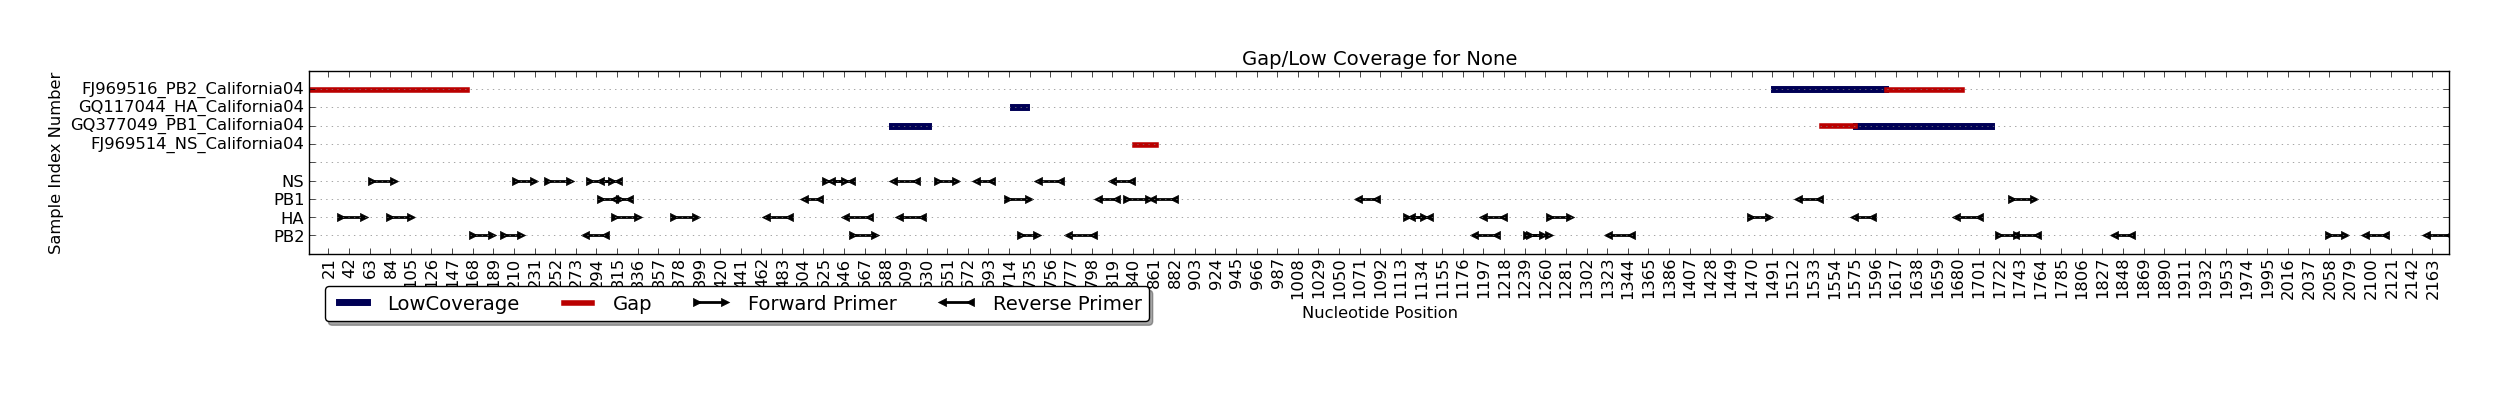 Gap/Low Coverage for None
Sample Index Number
FJ969516_PB2_California04
GQ117044_HA_California04
GQ377049_PB1_California04
FJ969514_NS_California04
NS
PB1
HA
PB2
21 42 63 84 105 126 147 168 189 210 231 252 273 294 315 336 357 378 399 420 441 462 483 504 525 546 567 588 609 630 651 672 693 714 735 756 777 798 819 840 861 882 903 924 945 966 987 1008 1029 1050 1071 1092 1113 1134 1155 1176 1197 1218 1239 1260 1281 1302 1323 1344 1365 1386 1407 1428 1449 1470 1491 1512 1533 1554 1575 1596 1617 1638 1659 1680 1701 1722 1743 1764 1785 1806 1827 1848 1869 1890 1911 1932 1953 1974 1995 2016 2037 2058 2079 2100 2121 2142 2163
LowCoverage Gap Forward Primer Reverse Primer
Nucleotide Position